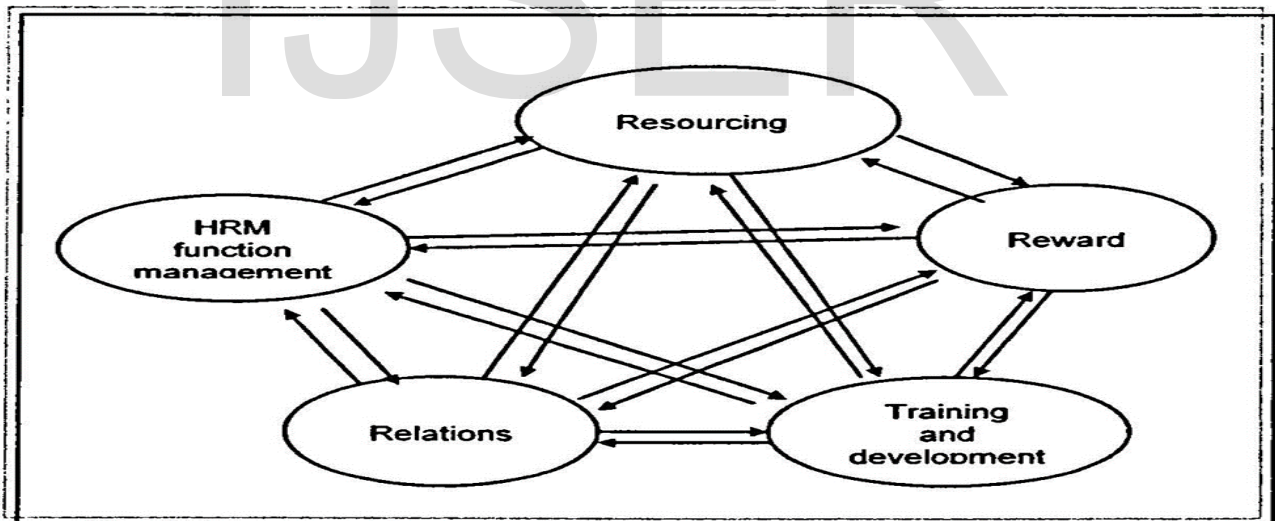 IJSER
Resourcing
HRM
function
management
Reward
Relations
Training
and
development